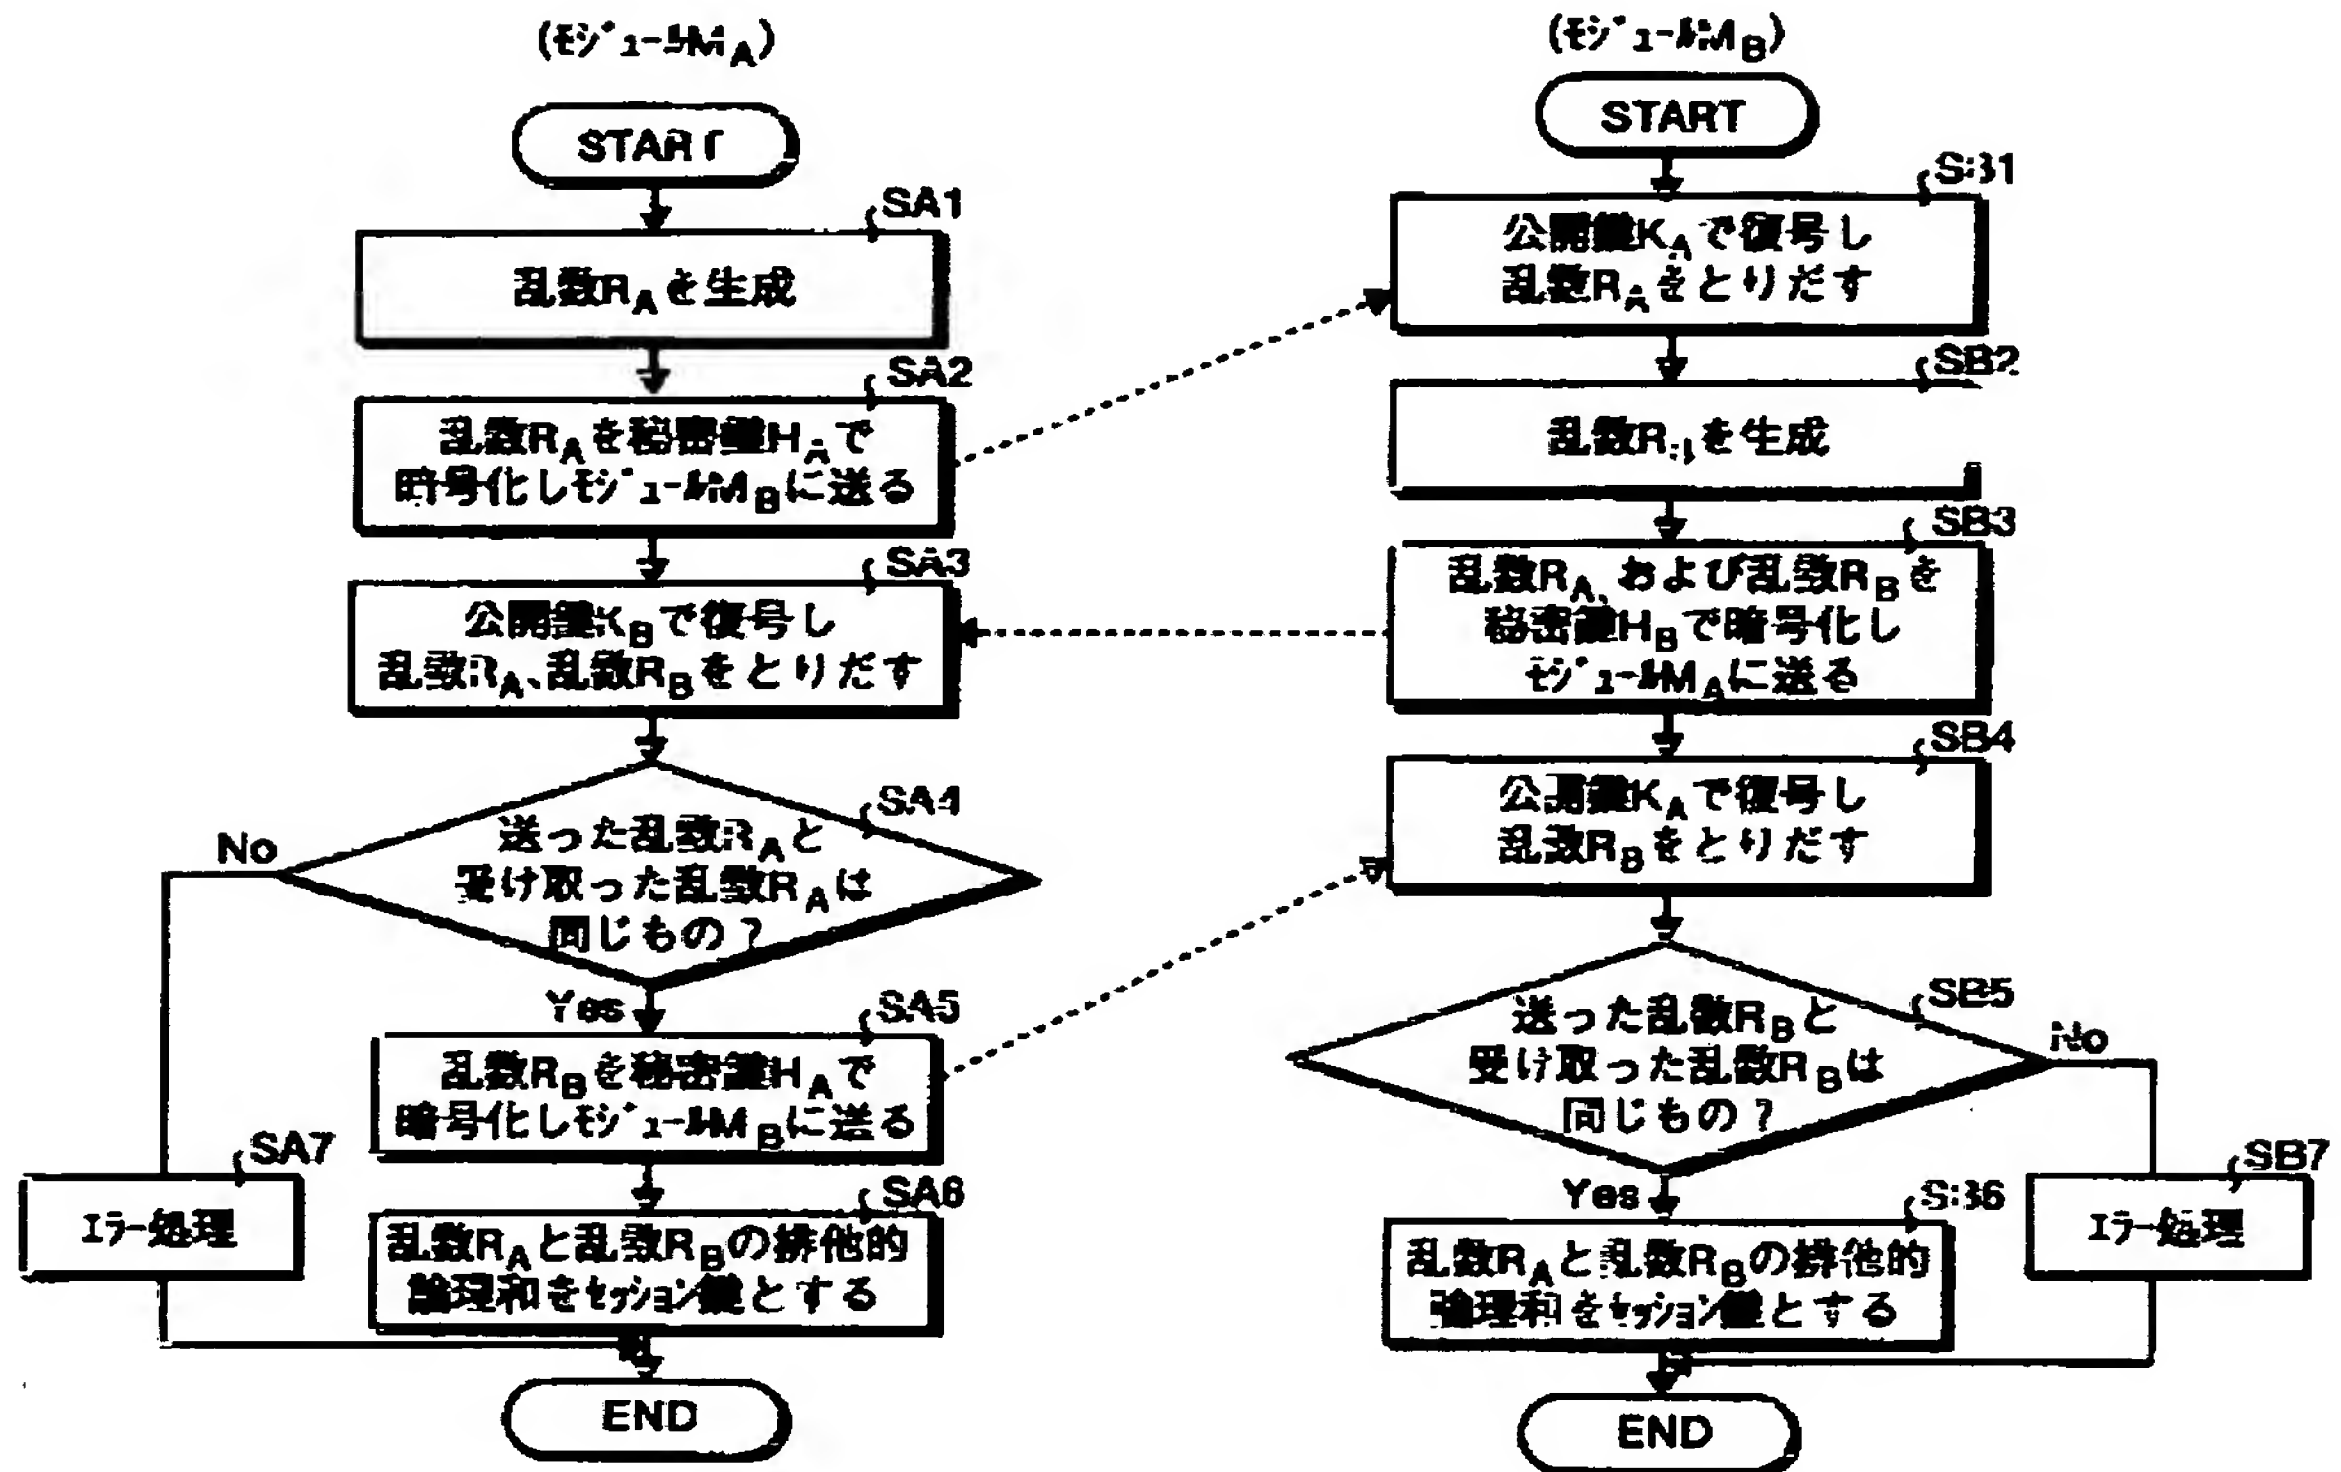 (ﾓｼﾞｭｰﾙMA)
START
SA1
乱数RAを生成
SA2
乱数RAを秘密鍵HAで
暗号化しﾓｼﾞｭｰﾙMBに送る
SA3
公開鍵KBで復号し
乱数RA、乱数RBをとりだす
SA4
送った乱数RAと
受け取った乱数RAは
同じもの?
No
Yes
SA5
乱数RBを秘密鍵HAで
暗号化しﾓｼﾞｭｰﾙMBに送る
SA7
ｴﾗｰ処理
SA6
乱数RAと乱数RBの排他的
論理和をｾｯｼｮﾝ鍵とする
END
(ﾓｼﾞｭｰﾙMB)
START
SB1
公開鍵KAで復号し
乱数RAをとりだす
SB2
乱数RBを生成
SB3
乱数RA、および乱数RBを
秘密鍵HBで暗号化し
ﾓｼﾞｭｰﾙMAに送る
SB4
公開鍵KAで復号し
乱数RBをとりだす
SB5
送った乱数RBと
受け取った乱数RBは
同じもの?
No
Yes
SB7
ｴﾗｰ処理
SB6
乱数RAと乱数RBの排他的
論理和をｾｯｼｮﾝ鍵とする
END